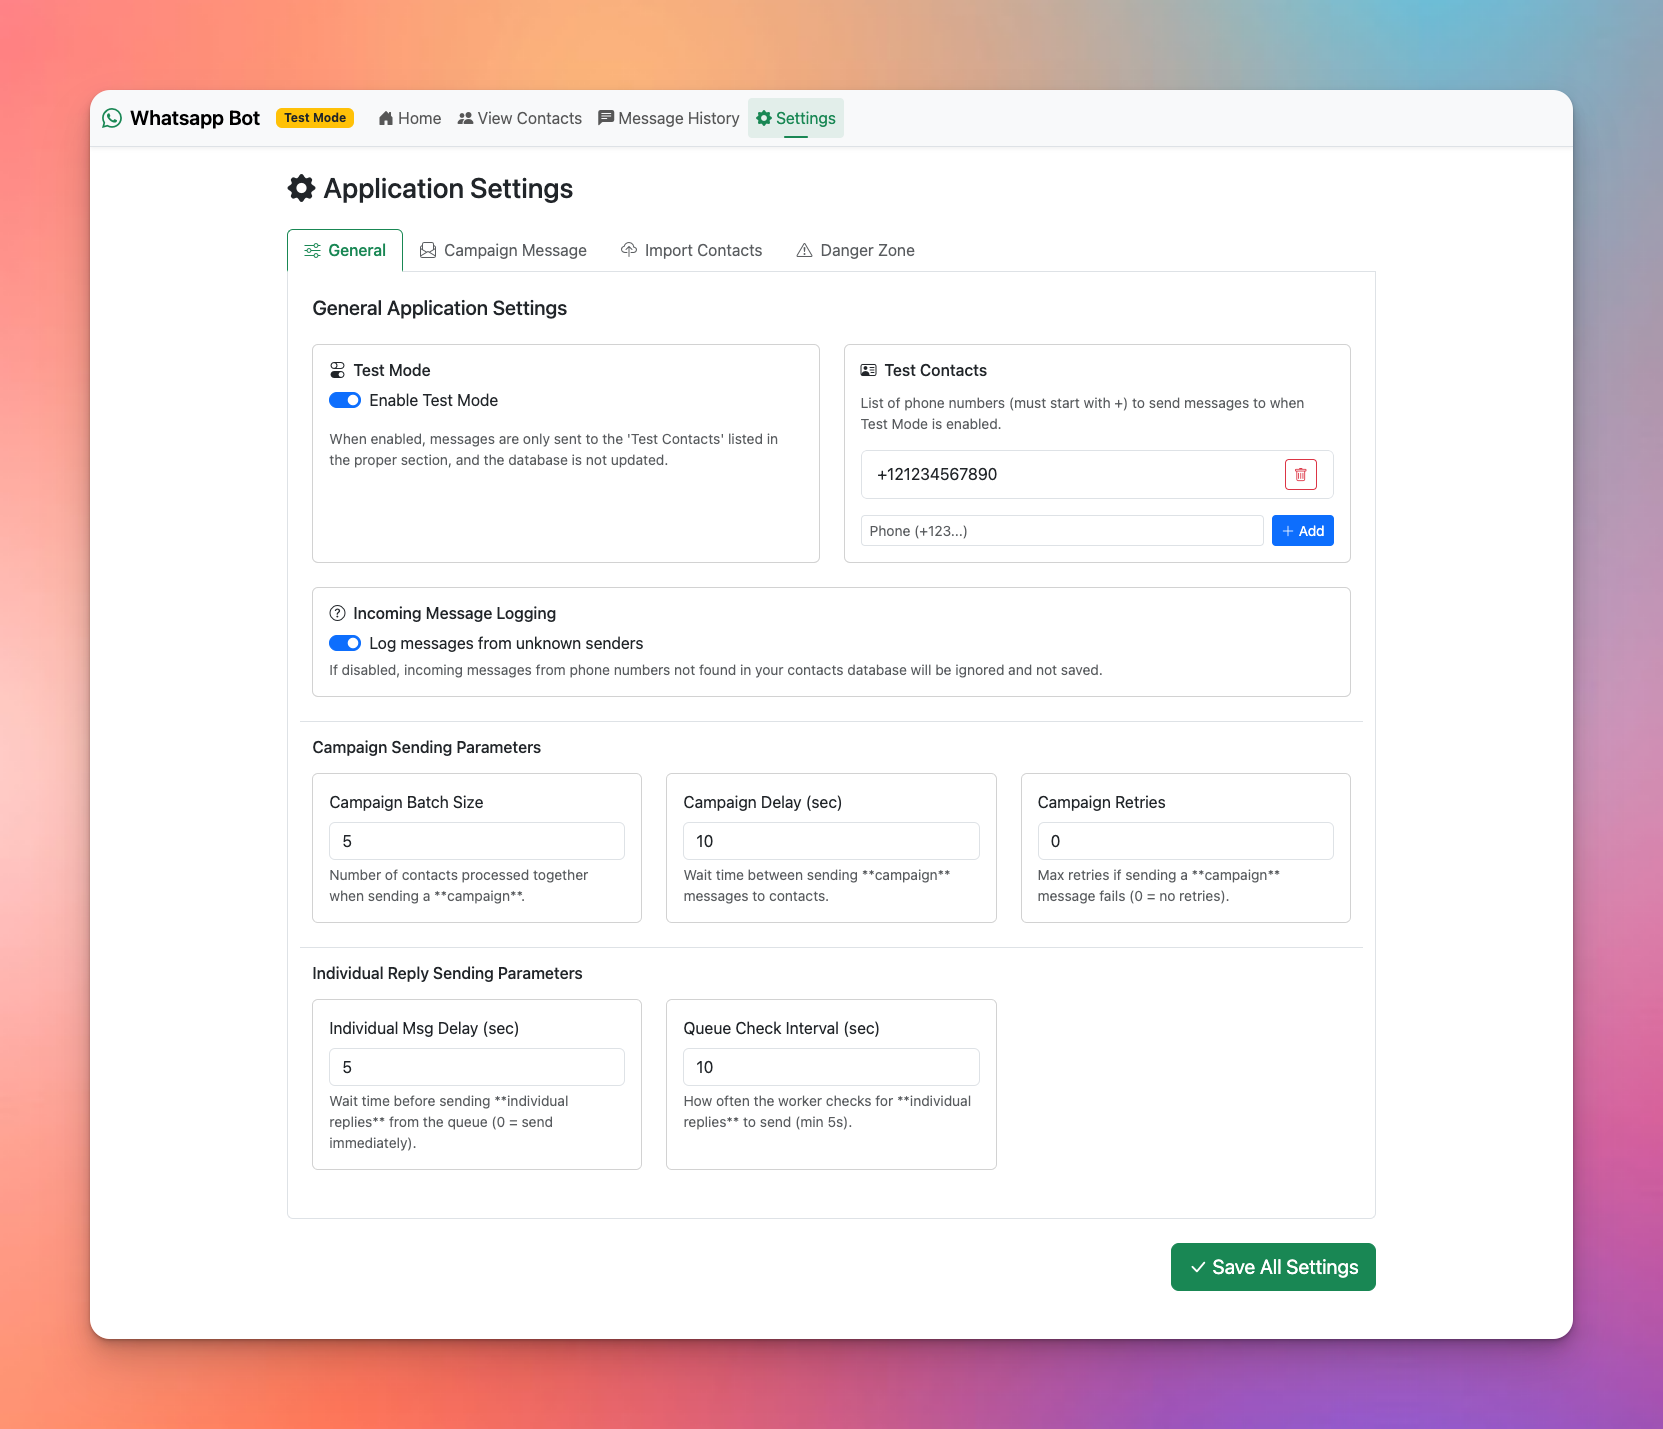 Whatsapp Bot Test Mode Home View Contacts Message History Settings
Application Settings
General Campaign Message Import Contacts Danger Zone
General Application Settings
Test Mode
Enable Test Mode
When enabled, messages are only sent to the 'Test Contacts' listed in
the proper section, and the database is not updated.
Test Contacts
List of phone numbers (must start with +) to send messages to when
Test Mode is enabled.
+121234567890
Phone (+123...) + Add
Incoming Message Logging
Log messages from unknown senders
If disabled, incoming messages from phone numbers not found in your contacts database will be ignored and not saved.
Campaign Sending Parameters
Campaign Batch Size
5
Number of contacts processed together
when sending a **campaign**.
Campaign Delay (sec)
10
Wait time between sending **campaign**
messages to contacts.
Campaign Retries
0
Max retries if sending a **campaign**
message fails (0 = no retries).
Individual Reply Sending Parameters
Individual Msg Delay (sec)
5
Wait time before sending **individual
replies** from the queue (0 = send
immediately).
Queue Check Interval (sec)
10
How often the worker checks for **individual
replies** to send (min 5s).
Save All Settings